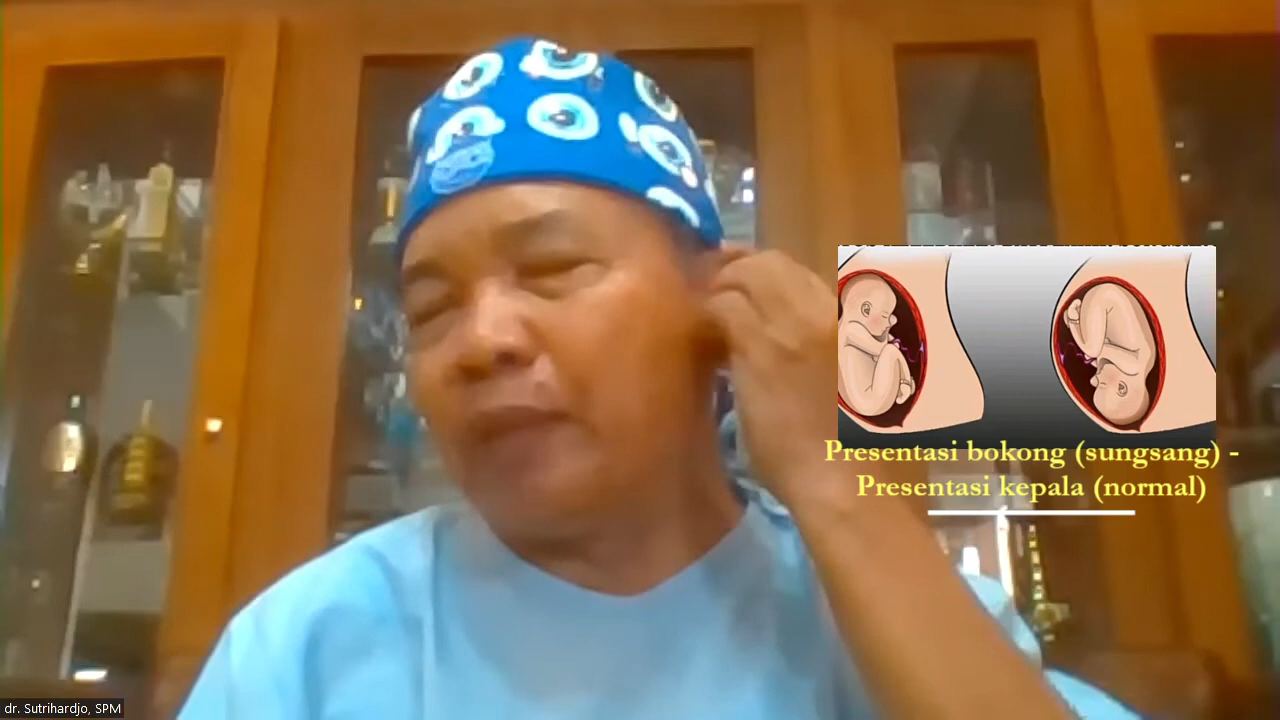 Presentasi bokong (sungsang) -
Presentasi kepala (normal)
dr. Sutrihardjo, SPM